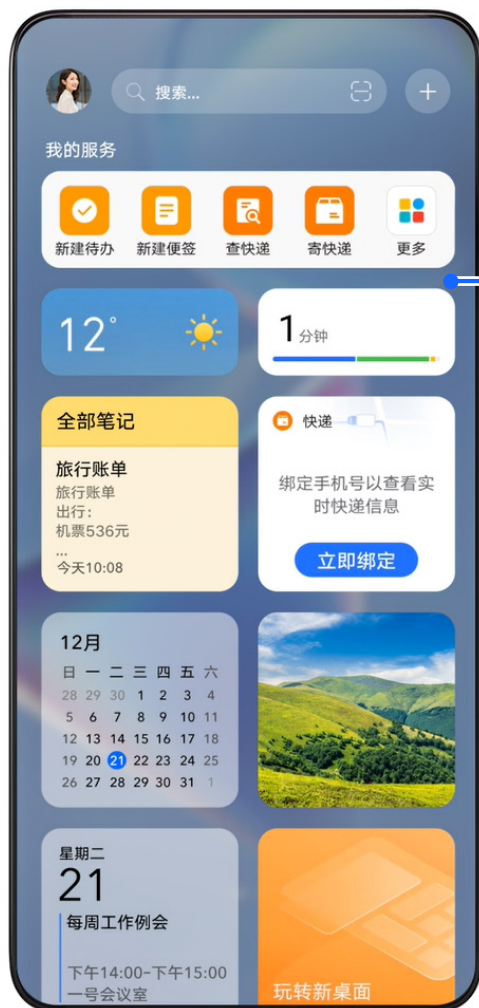 搜索...
我的服务
新建待办 新建便签 查快递 寄快递 更多
12° 1分钟
全部笔记
旅行账单
旅行账单
出行：
机票536元
...
今天10:08
快递
绑定手机号以查看实
时快递信息
立即绑定
12月
日 一 二 三 四 五 六
28 29 30 1 2 3 4
5 6 7 8 9 10 11
12 13 14 15 16 17 18
19 20 21 22 23 24 25
26 27 28 29 30 31 1
星期二
21
每周工作例会
下午14:00-下午15:00
一号会议室
玩转新桌面